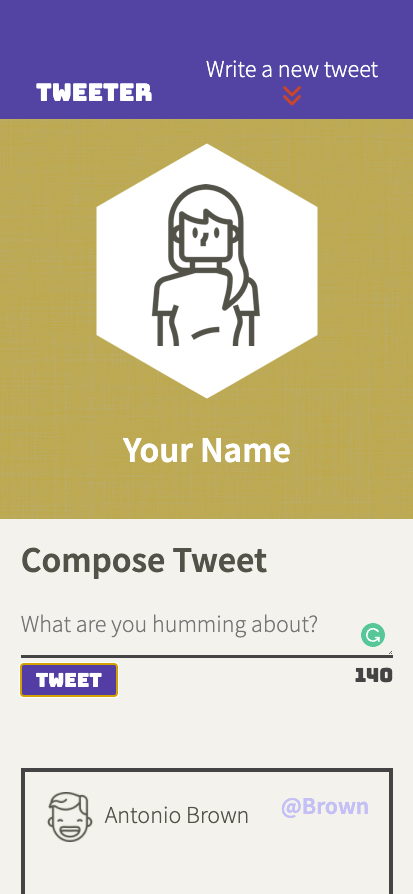 Write a new tweet
TWEETER
Your Name
Compose Tweet
What are you humming about?
TWEET
140
Antonio Brown
@Brown